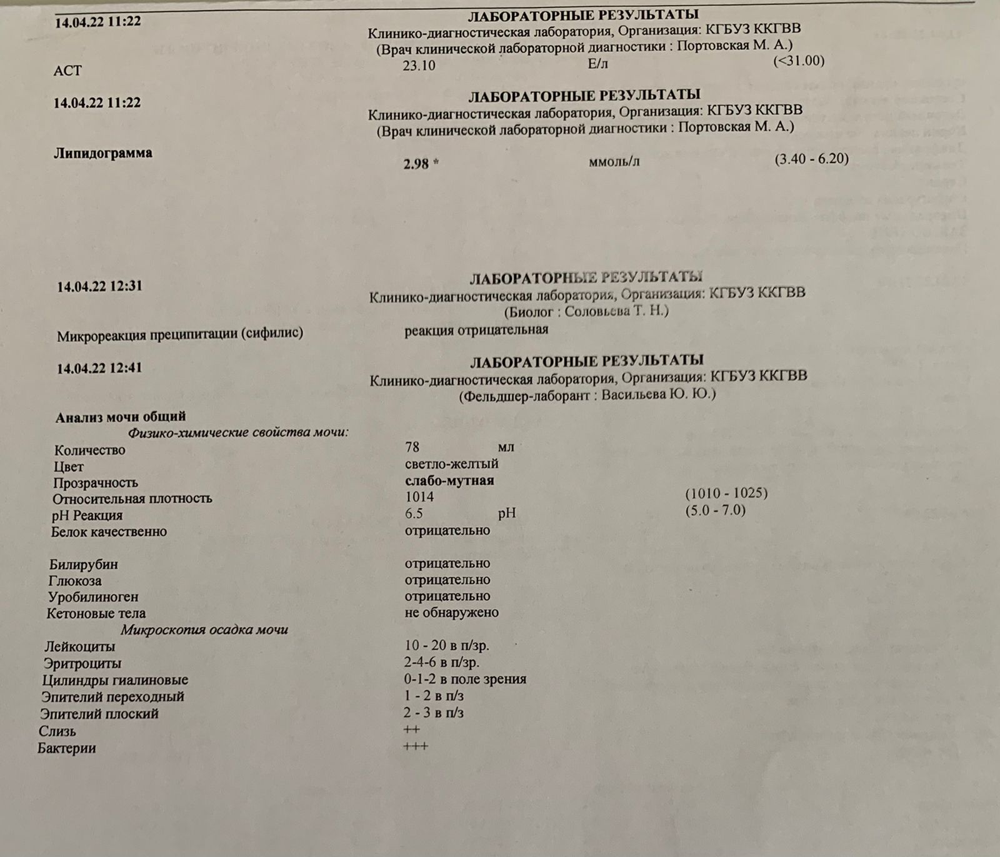 14.04.22 11:22 ЛАБОРАТОРНЫЕ РЕЗУЛЬТАТЫ
Клинико-диагностическая лаборатория, Организация: КГБУЗ ККГВВ
(Врач клинической лабораторной диагностики : Портовская М. А.)
АСТ 23.10 Е/л (<31.00)
14.04.22 11:22 ЛАБОРАТОРНЫЕ РЕЗУЛЬТАТЫ
Клинико-диагностическая лаборатория, Организация: КГБУЗ ККГВВ
(Врач клинической лабораторной диагностики : Портовская М. А.)
Липидограмма 2.98 * ммоль/л (3.40 - 6.20)
14.04.22 12:31 ЛАБОРАТОРНЫЕ РЕЗУЛЬТАТЫ
Клинико-диагностическая лаборатория, Организация: КГБУЗ ККГВВ
(Биолог : Соловьева Т. Н.)
Микрореакция преципитации (сифилис) реакция отрицательная
14.04.22 12:41 ЛАБОРАТОРНЫЕ РЕЗУЛЬТАТЫ
Клинико-диагностическая лаборатория, Организация: КГБУЗ ККГВВ
(Фельдшер-лаборант : Васильева Ю. Ю.)
Анализ мочи общий
Физико-химические свойства мочи:
Количество 78 мл
Цвет светло-желтый
Прозрачность слабо-мутная
Относительная плотность 1014 (1010 - 1025)
pH Реакция 6.5 pH (5.0 - 7.0)
Белок качественно отрицательно
Билирубин отрицательно
Глюкоза отрицательно
Уробилиноген отрицательно
Кетоновые тела не обнаружено
Микроскопия осадка мочи
Лейкоциты 10 - 20 в п/зр.
Эритроциты 2-4-6 в п/зр.
Цилиндры гиалиновые 0-1-2 в поле зрения
Эпителий переходный 1 - 2 в п/з
Эпителий плоский 2 - 3 в п/з
Слизь ++
Бактерии +++